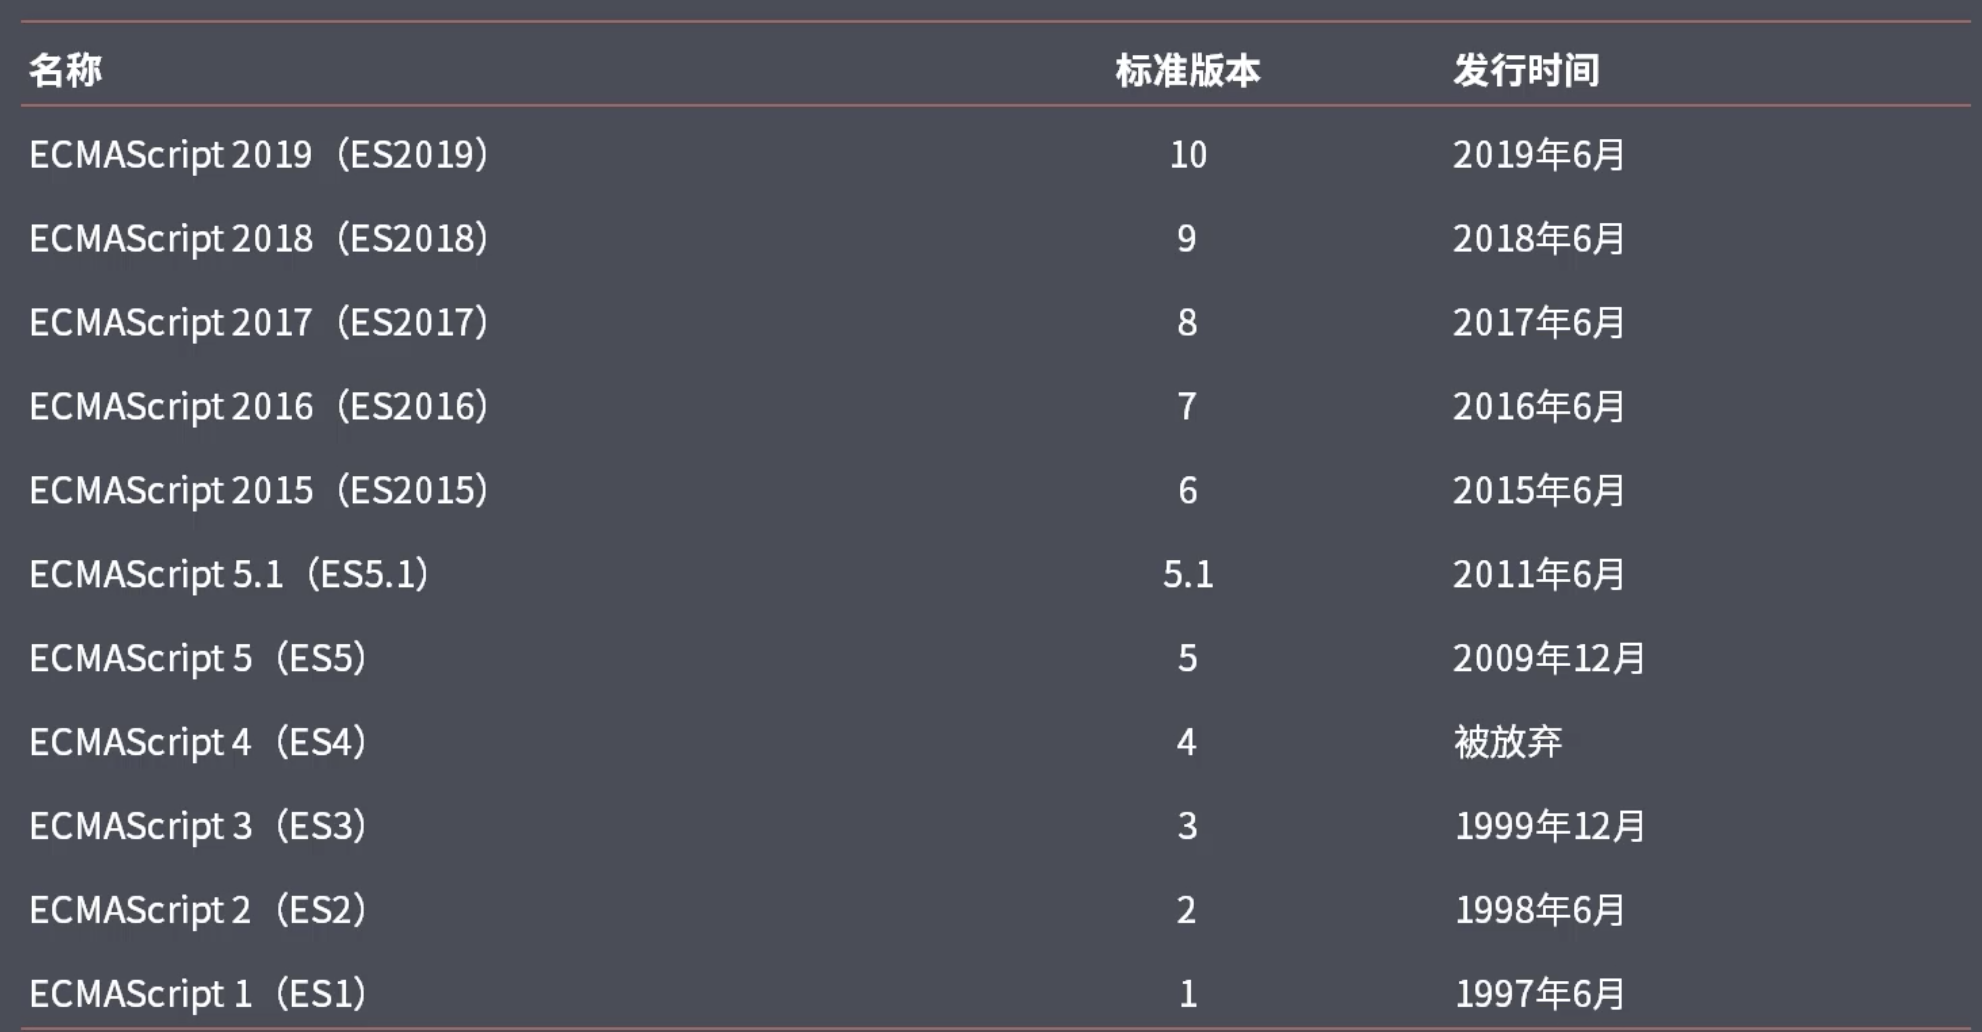 名称 标准版本 发行时间
ECMAScript 2019（ES2019） 10 2019年6月
ECMAScript 2018（ES2018） 9 2018年6月
ECMAScript 2017（ES2017） 8 2017年6月
ECMAScript 2016（ES2016） 7 2016年6月
ECMAScript 2015（ES2015） 6 2015年6月
ECMAScript 5.1（ES5.1） 5.1 2011年6月
ECMAScript 5（ES5） 5 2009年12月
ECMAScript 4（ES4） 4 被放弃
ECMAScript 3（ES3） 3 1999年12月
ECMAScript 2（ES2） 2 1998年6月
ECMAScript 1（ES1） 1 1997年6月